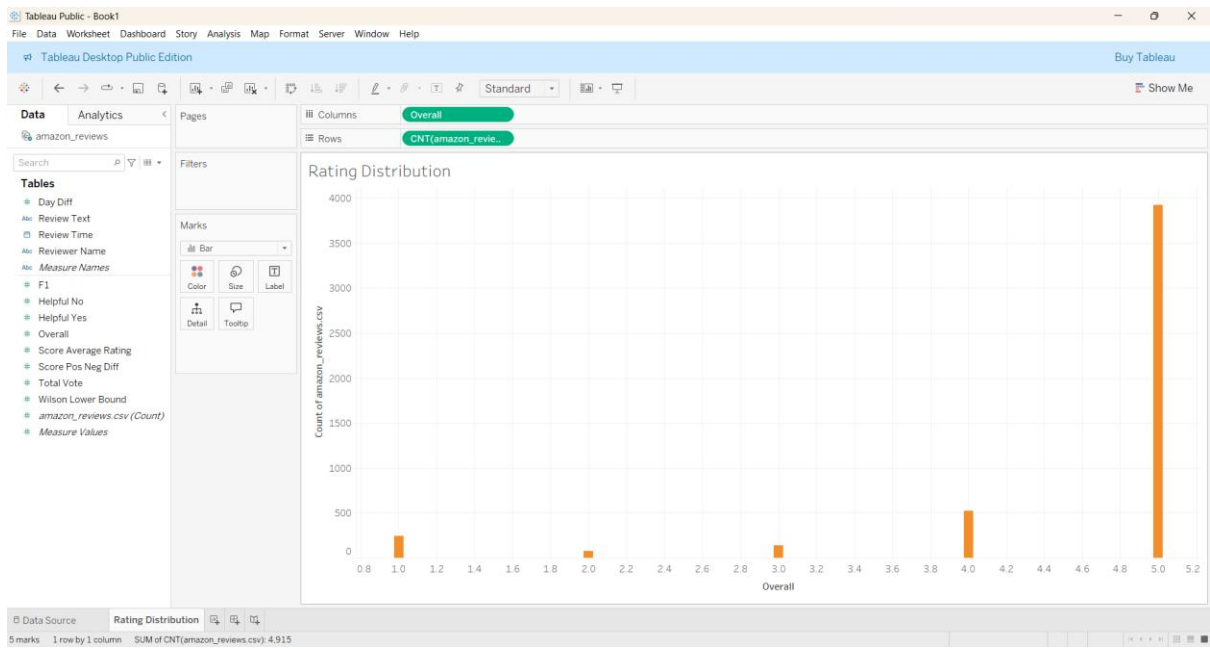 Tableau Public - Book1
File Data Worksheet Dashboard Story Analysis Map Format Server Window Help
Tableau Desktop Public Edition Buy Tableau
Standard Show Me
Data Analytics Pages Columns Overall
amazon_reviews Rows CNT(amazon_revie..
Search Filters
Rating Distribution
Tables
# Day Diff
Abc Review Text
Review Time
Abc Reviewer Name
Abc Measure Names
# F1
# Helpful No
# Helpful Yes
# Overall
# Score Average Rating
# Score Pos Neg Diff
# Total Vote
# Wilson Lower Bound
# amazon_reviews.csv (Count)
# Measure Values
Marks
Bar
Color Size Label
Detail Tooltip
4000
3500
3000
2500
2000
1500
1000
500
0
Count of amazon_reviews.csv
0.8 1.0 1.2 1.4 1.6 1.8 2.0 2.2 2.4 2.6 2.8 3.0 3.2 3.4 3.6 3.8 4.0 4.2 4.4 4.6 4.8 5.0 5.2
Overall
Data Source Rating Distribution
5 marks 1 row by 1 column SUM of CNT(amazon_reviews.csv): 4,915